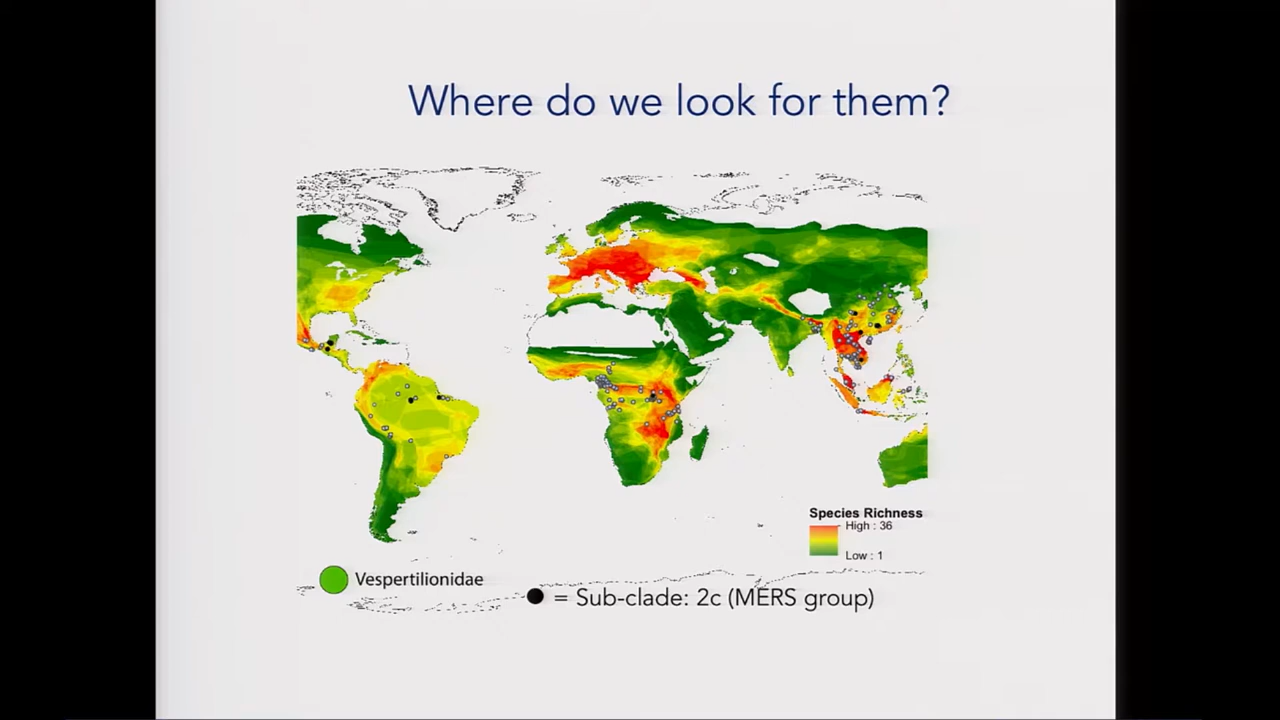 Where do we look for them?
Species Richness
High : 36
Low : 1
Vespertilionidae
= Sub-clade: 2c (MERS group)